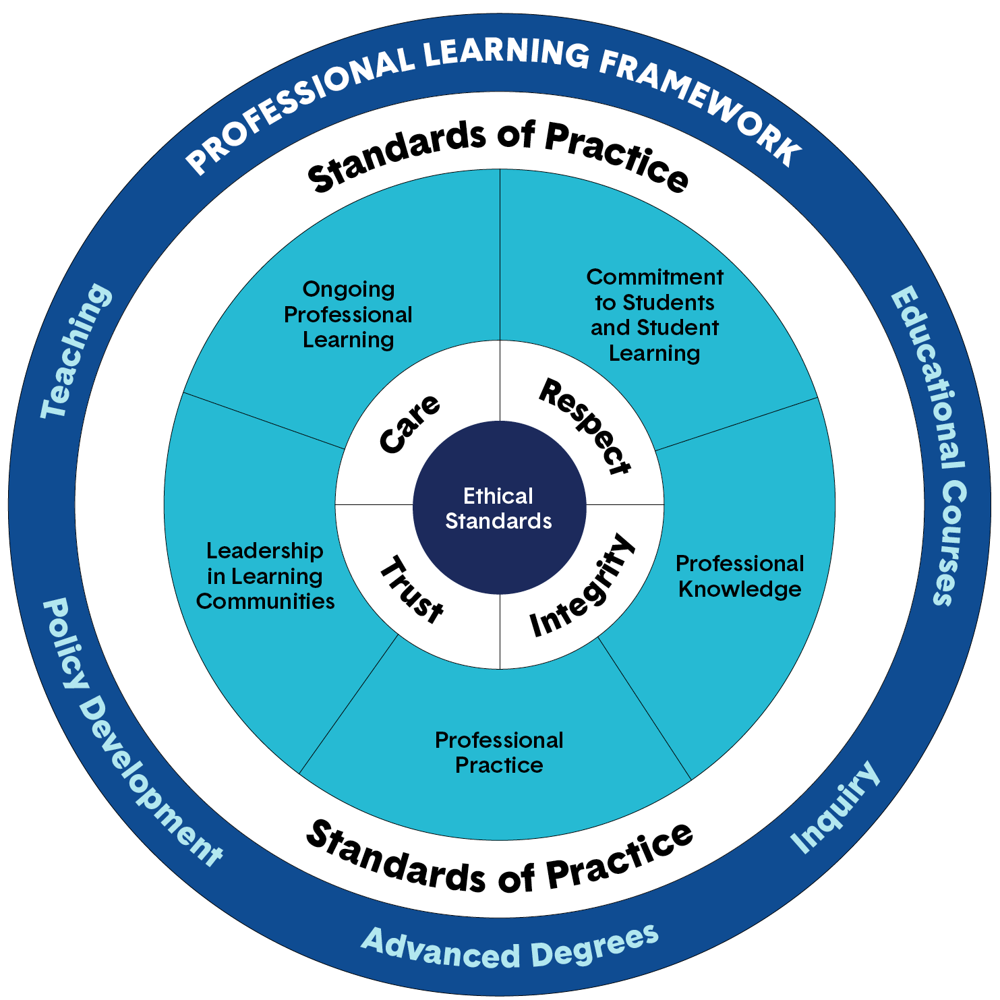 PROFESSIONAL LEARNING FRAMEWORK
Standards of Practice
Commitment
to Students
and Student
Learning
Ongoing
Professional
Learning
Teaching
Educational Courses
Care
Respect
Ethical
Standards
Trust
Integrity
Leadership
in Learning
Communities
Professional
Knowledge
Policy Development
Professional
Practice
Inquiry
Standards of Practice
Advanced Degrees